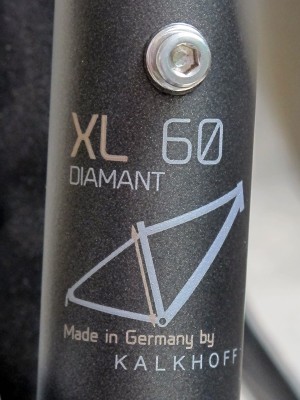 XL 60
DIAMANT
Made in Germany by
KALKHOFF